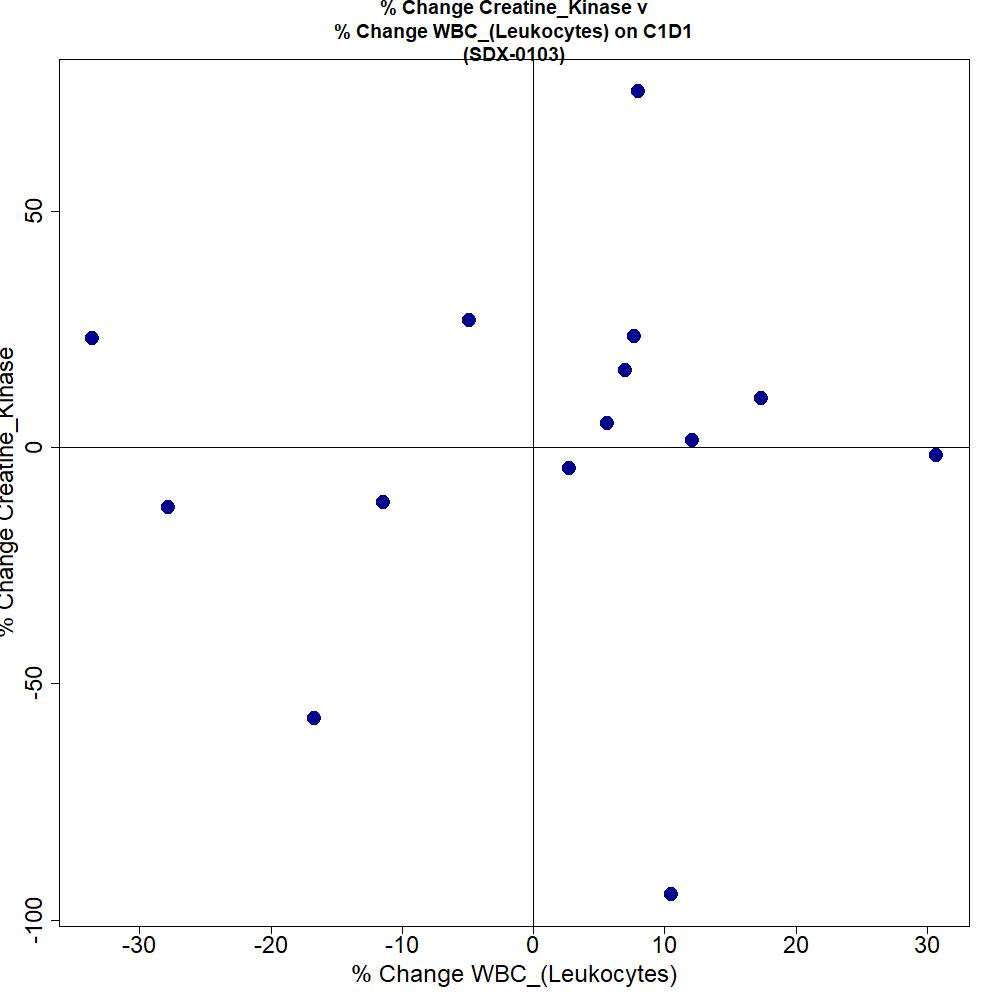 % Change Creatine_Kinase v
% Change WBC_(Leukocytes) on C1D1
(SDX-0103)
50
0
-50
-100
% Change Creatine_Kinase
-30
-20
-10
0
10
20
30
% Change WBC_(Leukocytes)